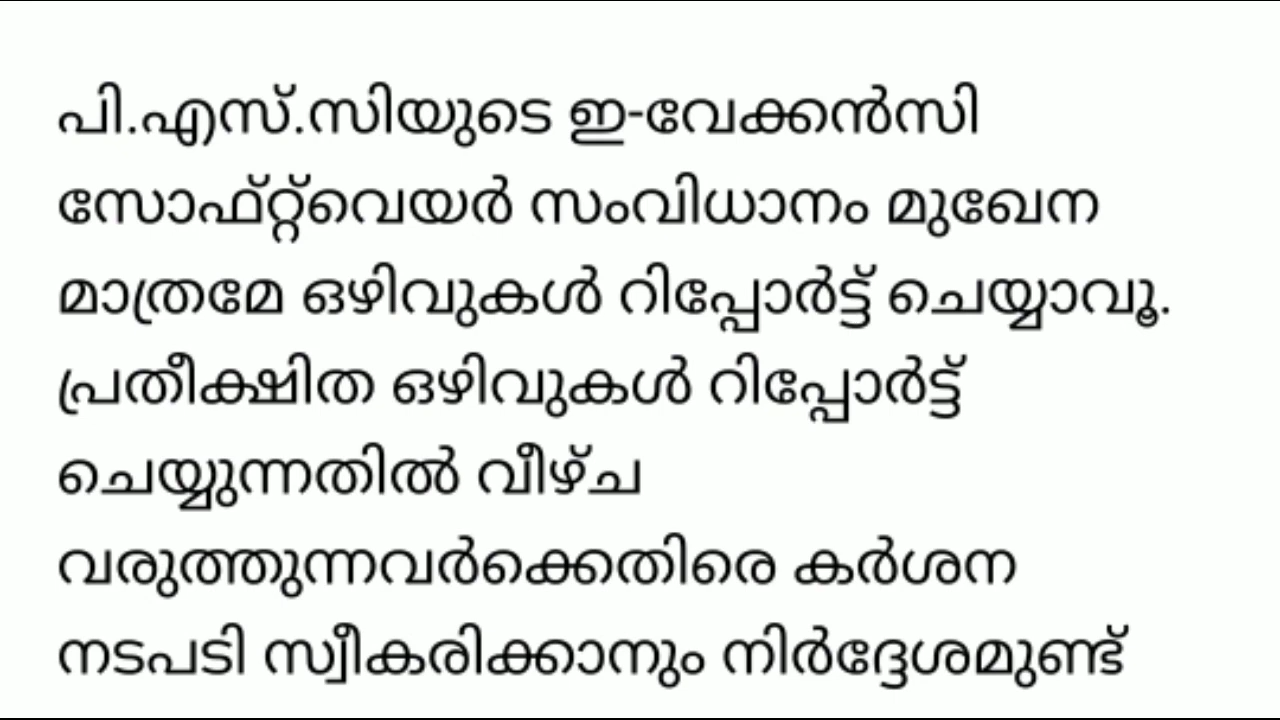 പി.എസ്.സിയുടെ ഇ-വേക്കൻസി
സോഫ്റ്റ്‌വെയർ സംവിധാനം മുഖേന
മാത്രമേ ഒഴിവുകൾ റിപ്പോർട്ട് ചെയ്യാവൂ.
പ്രതീക്ഷിത ഒഴിവുകൾ റിപ്പോർട്ട്
ചെയ്യുന്നതിൽ വീഴ്ച
വരുത്തുന്നവർക്കെതിരെ കർശന
നടപടി സ്വീകരിക്കാനും നിർദ്ദേശമുണ്ട്